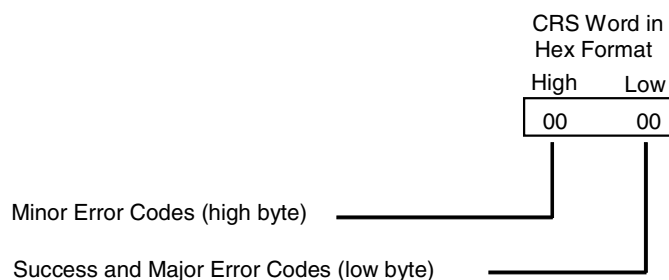 CRS Word in
Hex Format
High Low
00 00
Minor Error Codes (high byte)
Success and Major Error Codes (low byte)